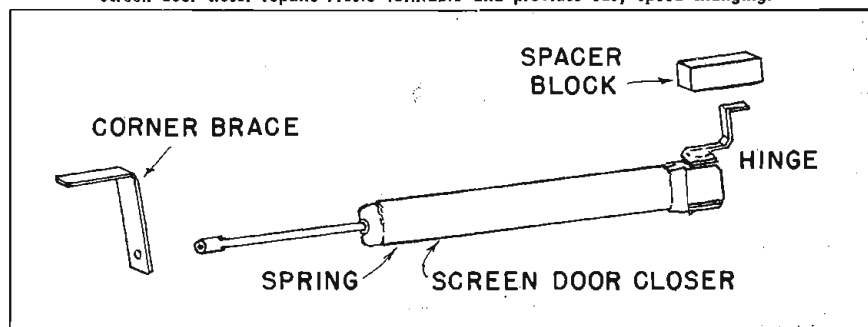 SPACER
BLOCK
CORNER BRACE
HINGE
SPRING
SCREEN DOOR CLOSER